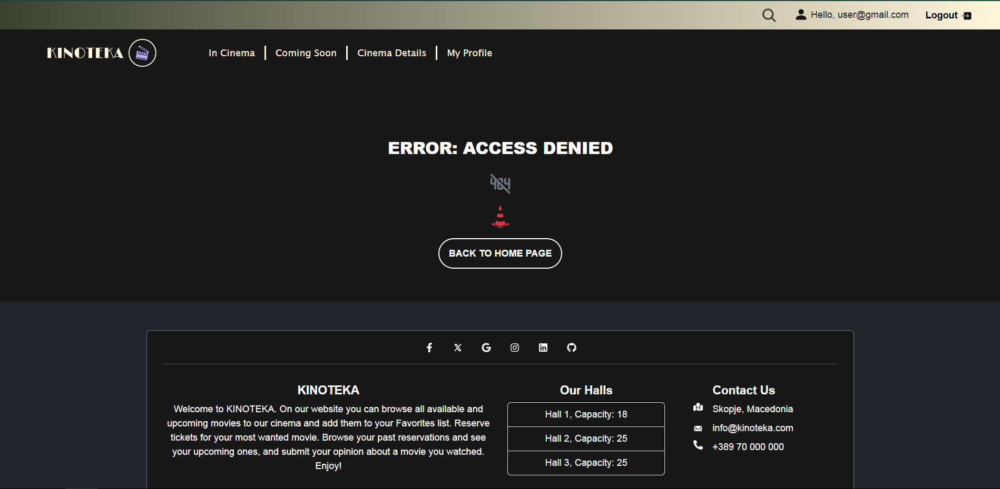 Hello, user@gmail.com Logout
KINOTEKA In Cinema Coming Soon Cinema Details My Profile
ERROR: ACCESS DENIED
404
BACK TO HOME PAGE
KINOTEKA
Welcome to KINOTEKA. On our website you can browse all available and
upcoming movies to our cinema and add them to your Favorites list. Reserve
tickets for your most wanted movie. Browse your past reservations and see
your upcoming ones, and submit your opinion about a movie you watched.
Enjoy!
Our Halls
Hall 1, Capacity: 18
Hall 2, Capacity: 25
Hall 3, Capacity: 25
Contact Us
Skopje, Macedonia
info@kinoteka.com
+389 70 000 000